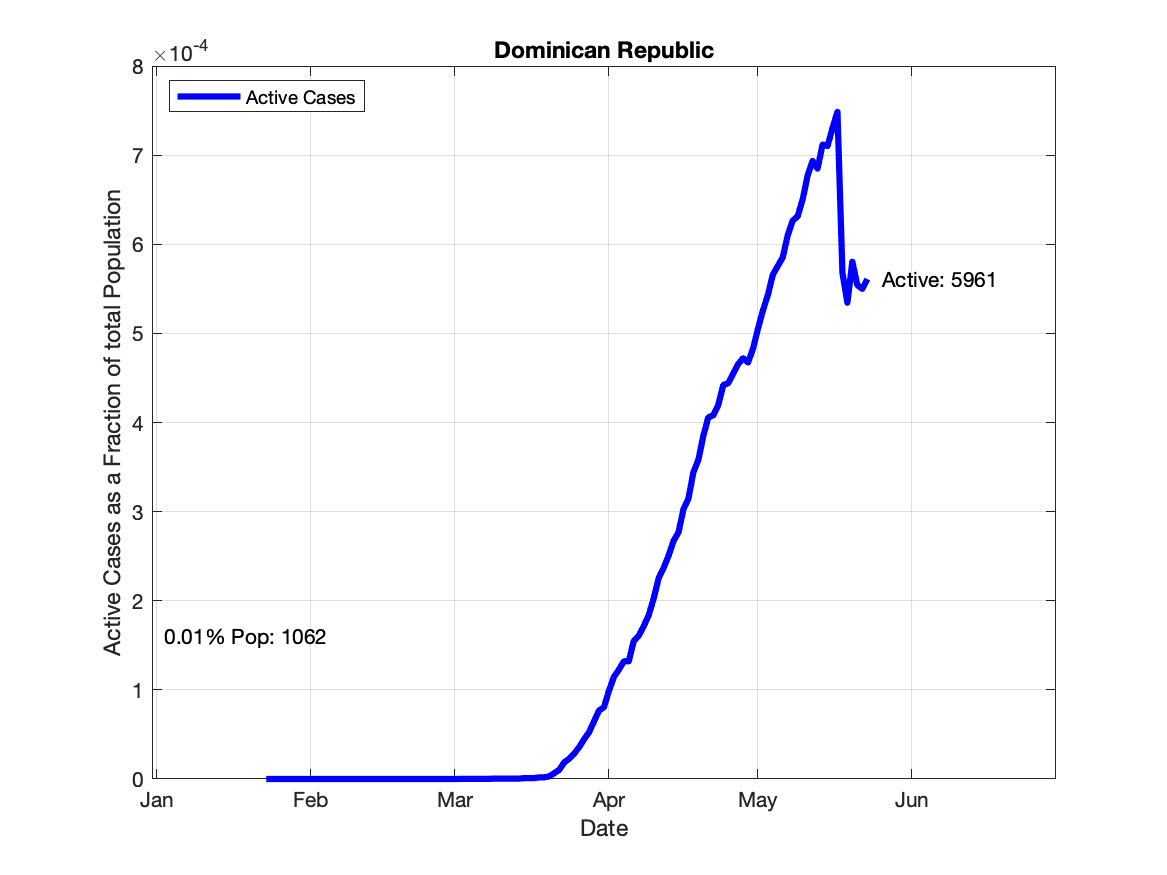 Dominican Republic
×10-4
8
7
6
5
4
3
2
1
0
Active Cases
Active: 5961
0.01% Pop: 1062
Active Cases as a Fraction of total Population
Jan Feb Mar Apr May Jun
Date